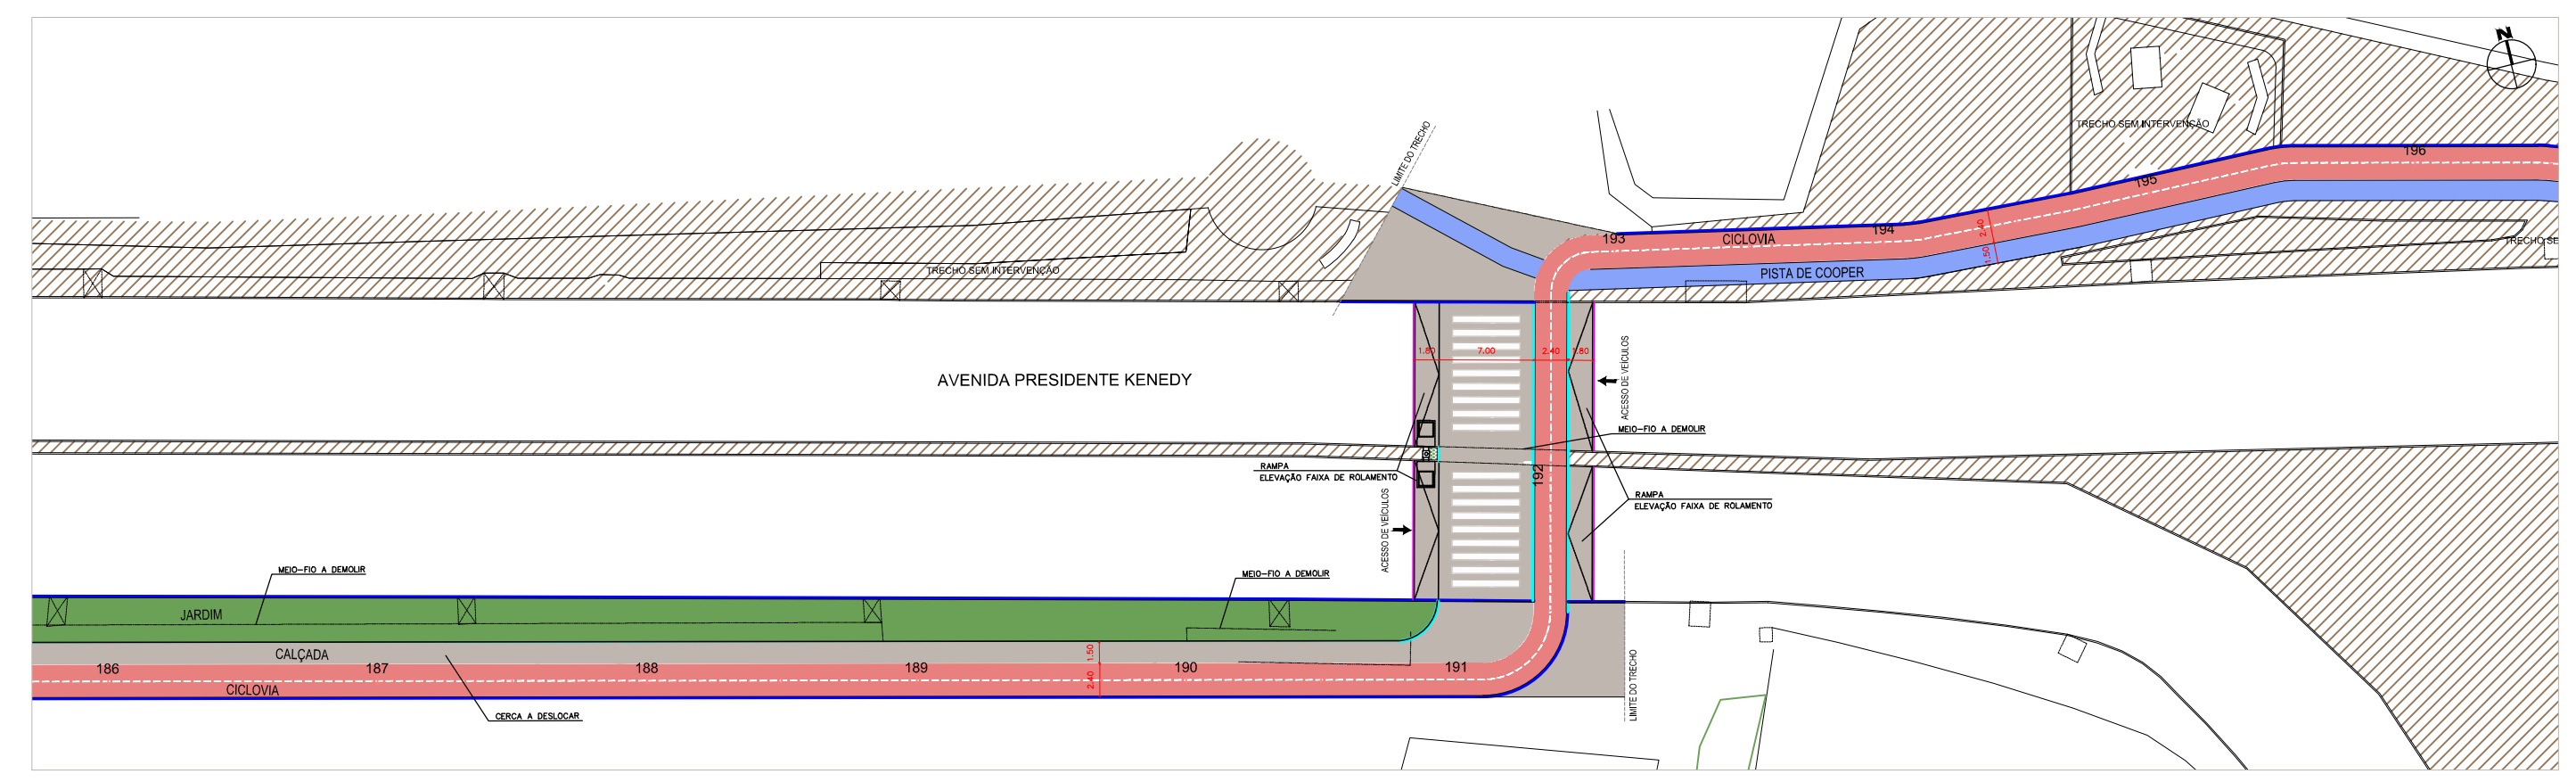 N
LIMITE DO TRECHO
TRECHO SEM INTERVENÇÃO
196
195
194
193
CICLOVIA
2.40
1.50
TRECHO SE
TRECHO SEM INTERVENÇÃO
PISTA DE COOPER
ACESSO DE VEÍCULOS
1.80
7.00
2.40
1.80
AVENIDA PRESIDENTE KENEDY
MEIO-FIO A DEMOLIR
192
RAMPA
ELEVAÇÃO FAIXA DE ROLAMENTO
RAMPA
ELEVAÇÃO FAIXA DE ROLAMENTO
ACESSO DE VEÍCULOS
MEIO-FIO A DEMOLIR
MEIO-FIO A DEMOLIR
JARDIM
CALÇADA
1.50
2.40
186
187
188
189
190
191
CICLOVIA
LIMITE DO TRECHO
CERCA A DESLOCAR